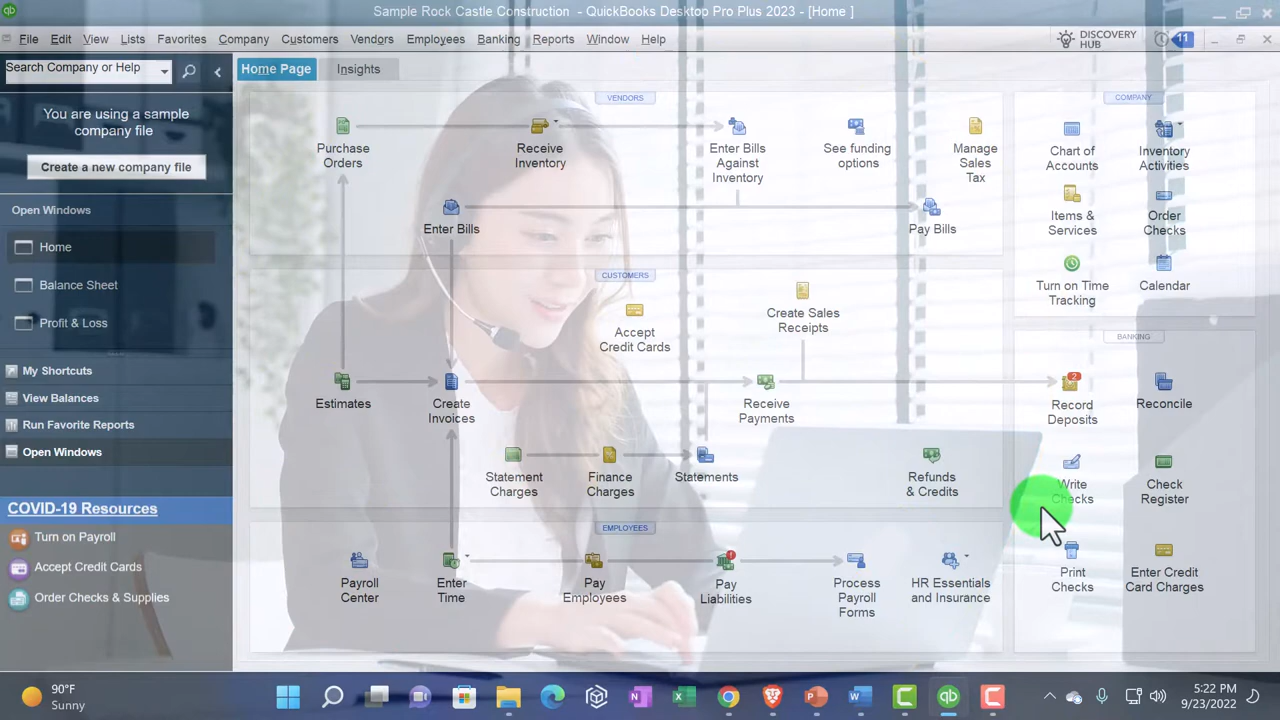 Sample Rock Castle Construction - QuickBooks Desktop Pro Plus 2023 - [Home ]
File Edit View Lists Favorites Company Customers Vendors Employees Banking Reports Window Help
DISCOVERY
HUB
11
Search Company or Help
Home Page
Insights
You are using a sample
company file
Create a new company file
Open Windows
Home
Balance Sheet
Profit & Loss
My Shortcuts
View Balances
Run Favorite Reports
Open Windows
COVID-19 Resources
Turn on Payroll
Accept Credit Cards
Order Checks & Supplies
VENDORS
Purchase
Orders
Receive
Inventory
Enter Bills
Against
Inventory
See funding
options
Manage
Sales
Tax
Enter Bills
Pay Bills
CUSTOMERS
Accept
Credit Cards
Create Sales
Receipts
Estimates
Create
Invoices
Receive
Payments
Statement
Charges
Finance
Charges
Statements
Refunds
& Credits
EMPLOYEES
Payroll
Center
Enter
Time
Pay
Employees
Pay
Liabilities
Process
Payroll
Forms
HR Essentials
and Insurance
COMPANY
Chart of
Accounts
Inventory
Activities
Items &
Services
Order
Checks
Turn on Time
Tracking
Calendar
BANKING
2
Record
Deposits
Reconcile
Write
Checks
Check
Register
Print
Checks
Enter Credit
Card Charges
90°F
Sunny
5:22 PM
9/23/2022